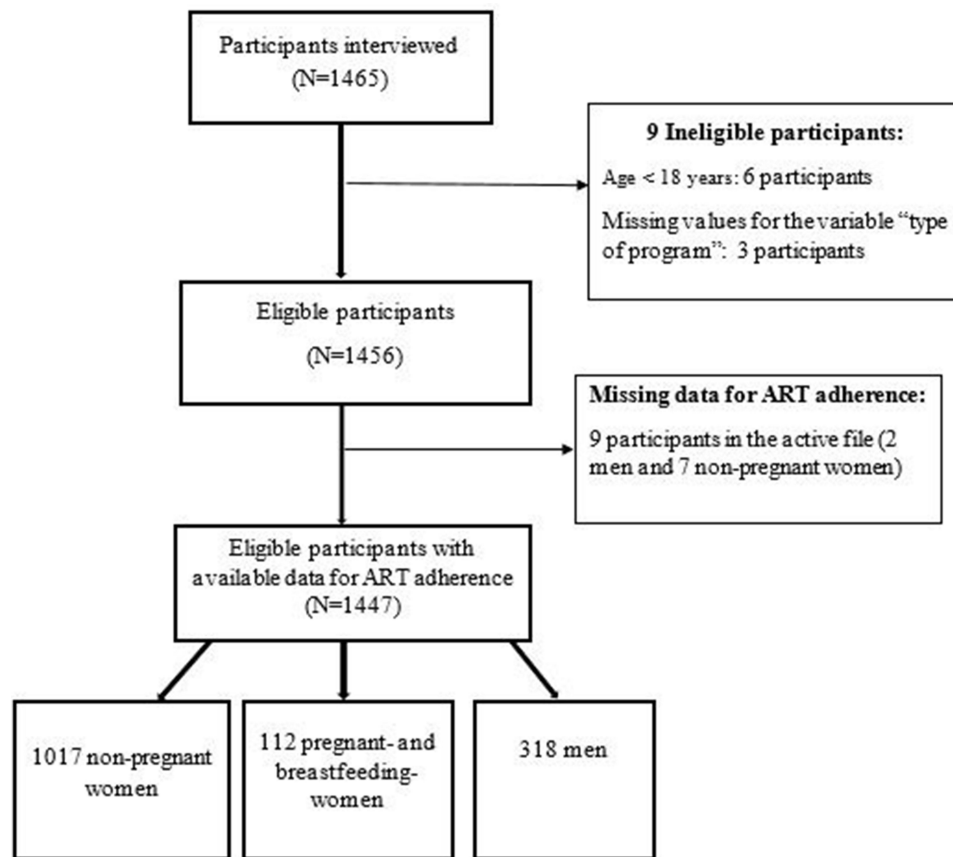 Participants interviewed
(N=1465)
9 Ineligible participants:
Age < 18 years: 6 participants
Missing values for the variable “type
of program”: 3 participants
Eligible participants
(N=1456)
Missing data for ART adherence:
9 participants in the active file (2
men and 7 non-pregnant women)
Eligible participants with
available data for ART adherence
(N=1447)
1017 non-pregnant
women
112 pregnant- and
breastfeeding-
women
318 men